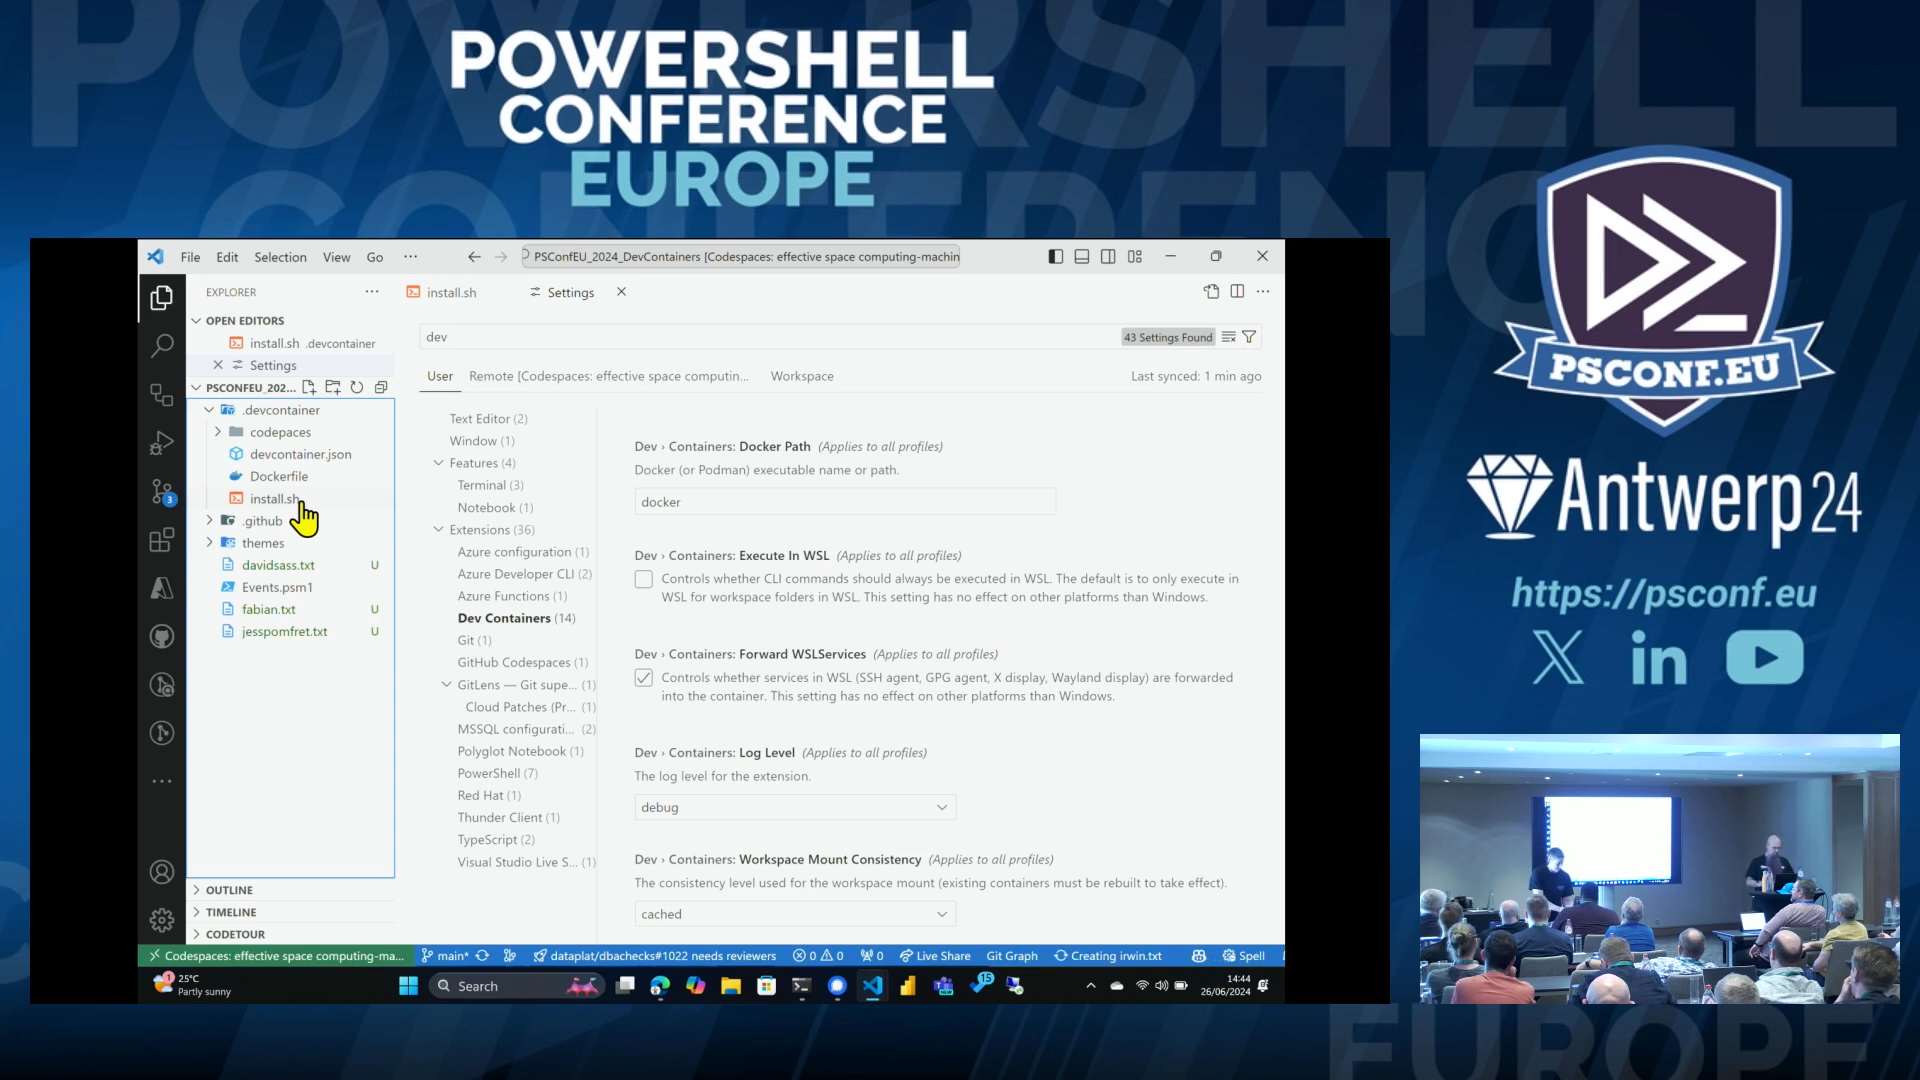 POWERSHELL
CONFERENCE
EUROPE
File Edit Selection View Go
PSConfEU_2024_DevContainers [Codespaces: effective space computing-machin
EXPLORER
OPEN EDITORS
install.sh .devcontainer
Settings
PSCONFEU_202...
.devcontainer
codepaces
devcontainer.json
Dockerfile
install.sh
.github
themes
davidsass.txt U
Events.psm1
fabian.txt U
jesspomfret.txt U
OUTLINE
TIMELINE
CODETOUR
3
install.sh
Settings
dev
43 Settings Found
User
Remote [Codespaces: effective space computin...
Workspace
Last synced: 1 min ago
Text Editor (2)
Window (1)
Features (4)
Terminal (3)
Notebook (1)
Extensions (36)
Azure configuration (1)
Azure Developer CLI (2)
Azure Functions (1)
Dev Containers (14)
Git (1)
GitHub Codespaces (1)
GitLens — Git supe... (1)
Cloud Patches (Pr... (1)
MSSQL configurati... (2)
Polyglot Notebook (1)
PowerShell (7)
Red Hat (1)
Thunder Client (1)
TypeScript (2)
Visual Studio Live S... (1)
Dev › Containers: Docker Path (Applies to all profiles)
Docker (or Podman) executable name or path.
docker
Dev › Containers: Execute In WSL (Applies to all profiles)
Controls whether CLI commands should always be executed in WSL. The default is to only execute in
WSL for workspace folders in WSL. This setting has no effect on other platforms than Windows.
Dev › Containers: Forward WSLServices (Applies to all profiles)
Controls whether services in WSL (SSH agent, GPG agent, X display, Wayland display) are forwarded
into the container. This setting has no effect on other platforms than Windows.
Dev › Containers: Log Level (Applies to all profiles)
The log level for the extension.
debug
Dev › Containers: Workspace Mount Consistency (Applies to all profiles)
The consistency level used for the workspace mount (existing containers must be rebuilt to take effect).
cached
Codespaces: effective space computing-ma...
main*
dataplat/dbachecks#1022 needs reviewers
0 0
0
Live Share
Git Graph
Creating irwin.txt
Spell
1
25°C
Partly sunny
Search
15
14:44
26/06/2024
PSCONF.EU
Antwerp 24
https://psconf.eu
X
in
POWERSHELL
CONFERENCE
EUROPE